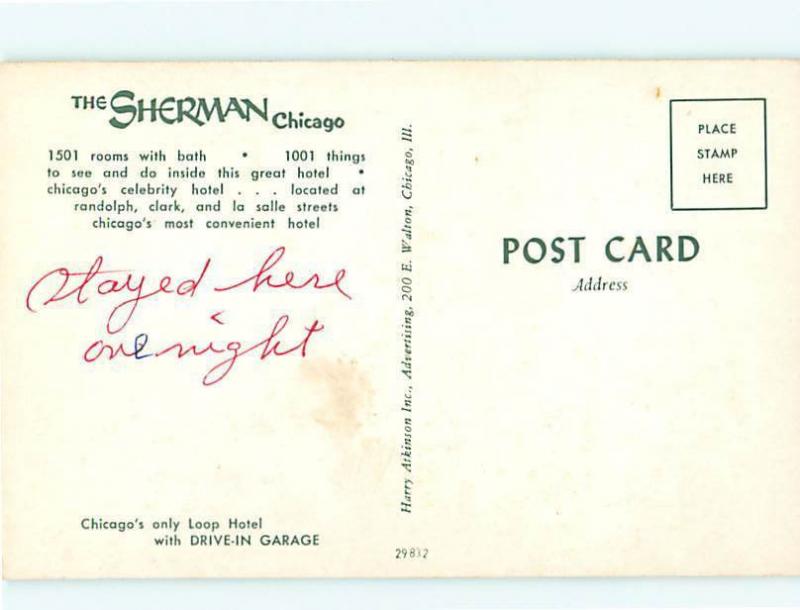 THE SHERMAN Chicago
1501 rooms with bath • 1001 things
to see and do inside this great hotel •
chicago's celebrity hotel . . . located at
randolph, clark, and la salle streets
chicago's most convenient hotel
stayed here
one night
Chicago's only Loop Hotel
with DRIVE-IN GARAGE
Harry Atkinson Inc., Advertising, 200 E. Walton, Chicago, Ill.
29832
PLACE
STAMP
HERE
POST CARD
Address